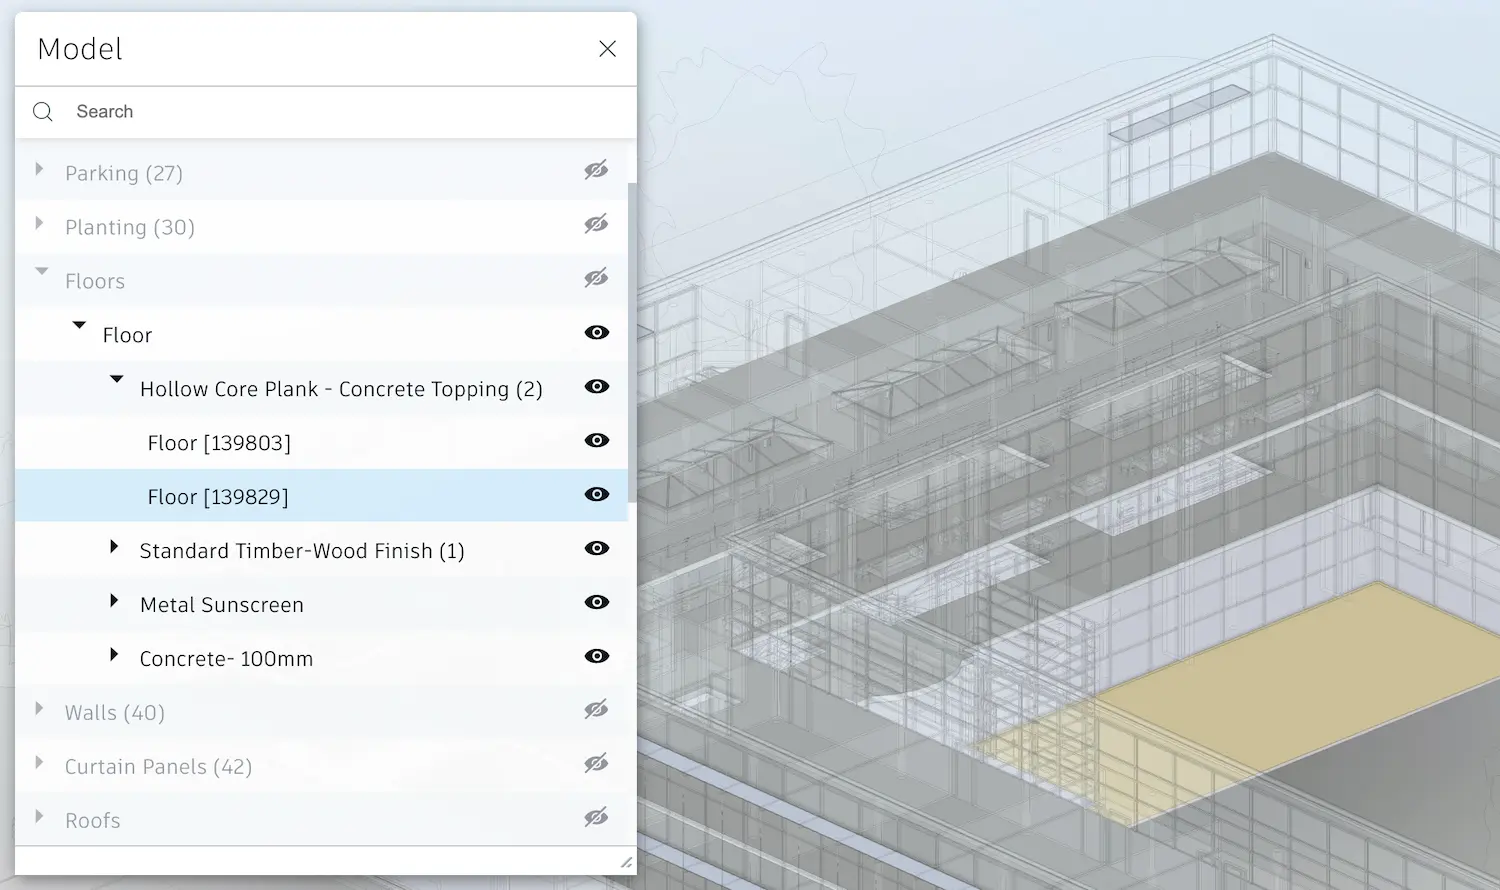 Model
Search
Parking (27)
Planting (30)
Floors
Floor
Hollow Core Plank - Concrete Topping (2)
Floor [139803]
Floor [139829]
Standard Timber-Wood Finish (1)
Metal Sunscreen
Concrete- 100mm
Walls (40)
Curtain Panels (42)
Roofs